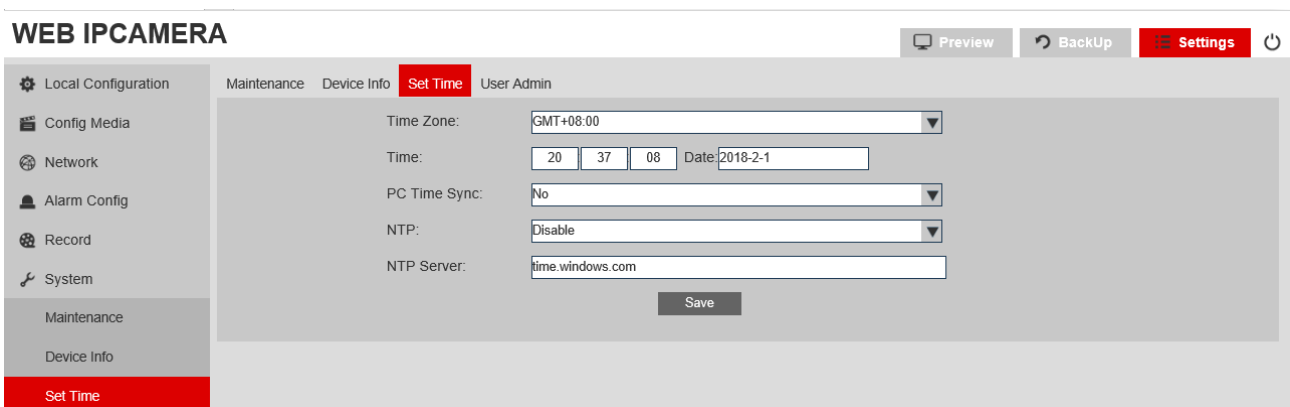 WEB IPCAMERA
Preview BackUp Settings
Local Configuration
Config Media
Network
Alarm Config
Record
System
Maintenance
Device Info
Set Time
Maintenance Device Info Set Time User Admin
Time Zone: GMT+08:00
Time: 20 : 37 : 08 Date:2018-2-1
PC Time Sync: No
NTP: Disable
NTP Server: time.windows.com
Save